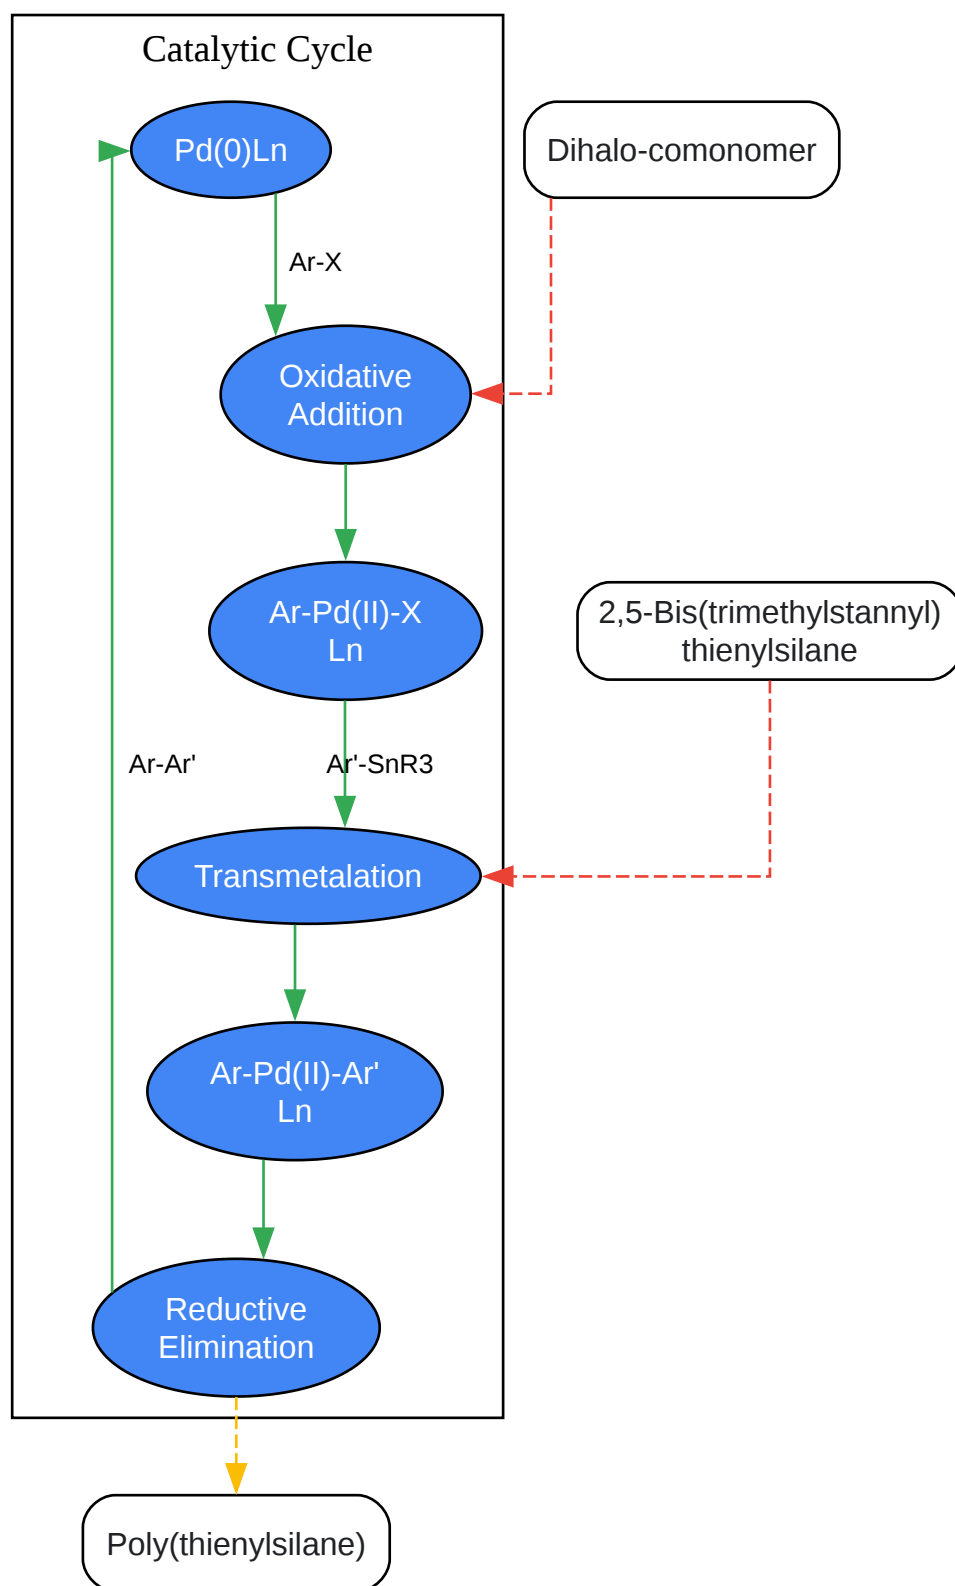 Catalytic Cycle
Pd(0)Ln
Dihalo-comonomer
Ar-X
Oxidative
Addition
Ar-Pd(II)-X
Ln
2,5-Bis(trimethylstannyl)
thienylsilane
Ar-Ar'
Ar'-SnR3
Transmetalation
Ar-Pd(II)-Ar'
Ln
Reductive
Elimination
Poly(thienylsilane)